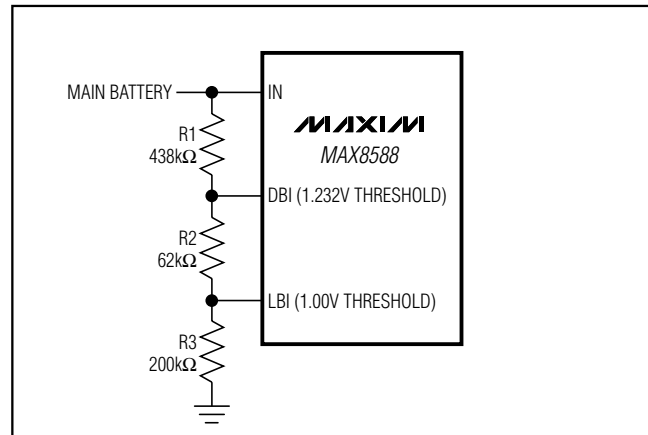 MAIN BATTERY
IN
MAXIM
MAX8588
R1
438kΩ
DBI (1.232V THRESHOLD)
R2
62kΩ
LBI (1.00V THRESHOLD)
R3
200kΩ